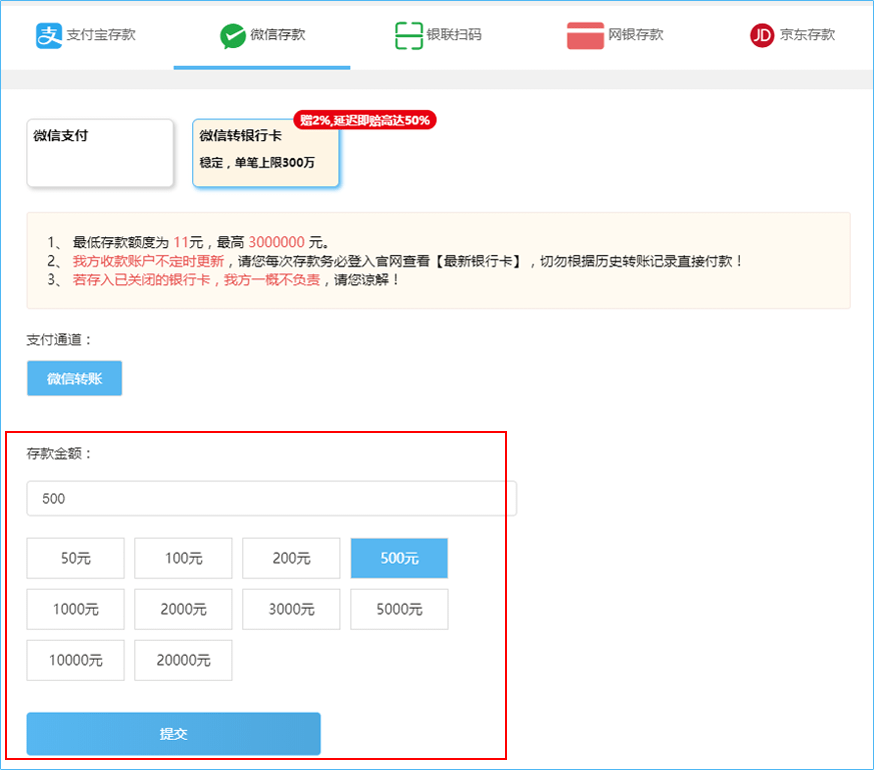 支付宝存款
微信存款
银联扫码
网银存款
JD 京东存款
赠2%,延迟即赔高达50%
微信支付
微信转银行卡
稳定，单笔上限300万
1、 最低存款额度为 11元，最高 3000000 元。
2、 我方收款账户不定时更新，请您每次存款务必登入官网查看【最新银行卡】，切勿根据历史转账记录直接付款！
3、 若存入已关闭的银行卡，我方一概不负责，请您谅解！
支付通道：
微信转账
存款金额：
500
50元 100元 200元 500元
1000元 2000元 3000元 5000元
10000元 20000元
提交